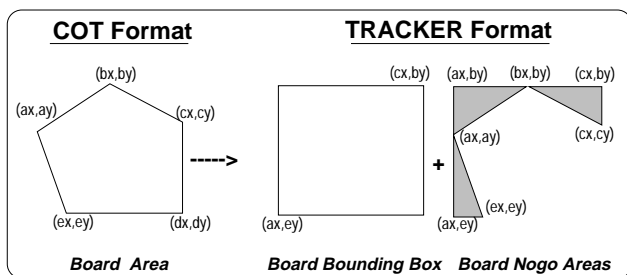 COT Format
TRACKER Format
(bx,by)
(ax,ay)
(cx,cy)
(ex,ey)
(dx,dy)
----->
(cx,by)
(ax,ey)
+
(ax,by)
(bx,by)
(cx,by)
(ax,ay)
(cx,cy)
(ex,ey)
(ax,ey)
Board Area
Board Bounding Box
Board Nogo Areas